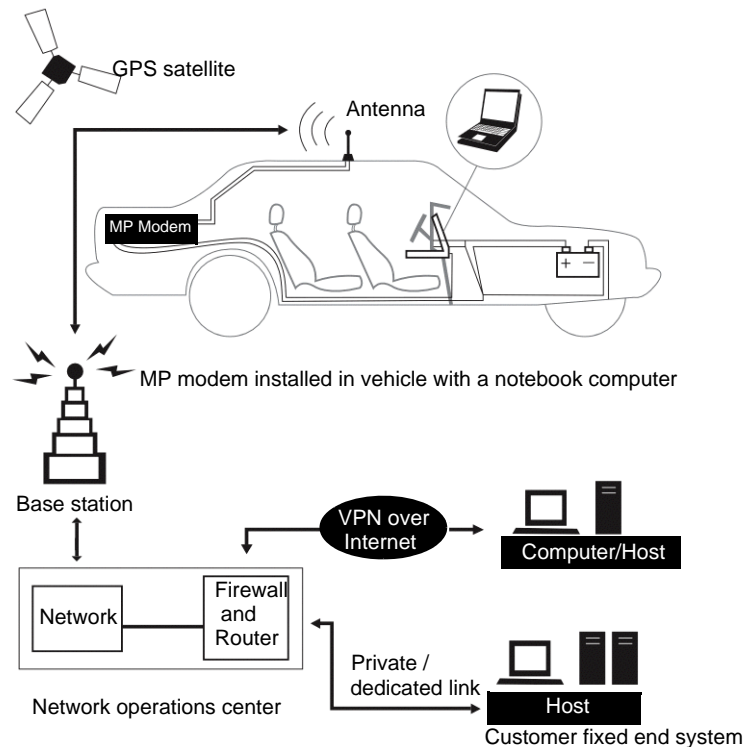 GPS satellite
Antenna
MP Modem
+ −
MP modem installed in vehicle with a notebook computer
Base station
VPN over
Internet
Computer/Host
Network
Firewall
and
Router
Private /
dedicated link
Network operations center
Host
Customer fixed end system